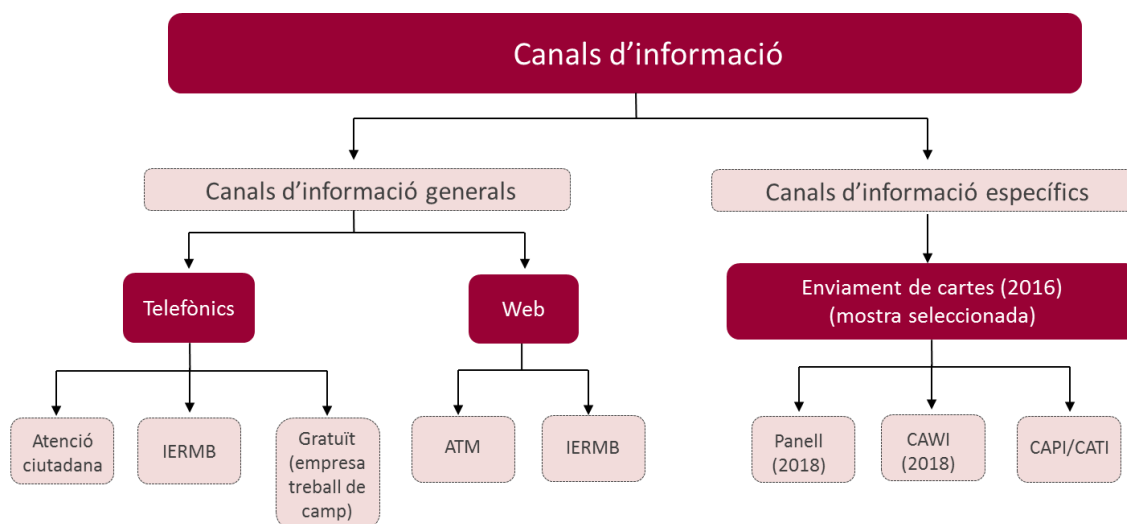 Canals d’informació
Canals d’informació generals
Canals d’informació específics
Telefònics
Web
Enviament de cartes (2016)
(mostra seleccionada)
Atenció
ciutadana
IERMB
Gratuït
(empresa
treball de
camp)
ATM
IERMB
Panell
(2018)
CAWI
(2018)
CAPI/CATI